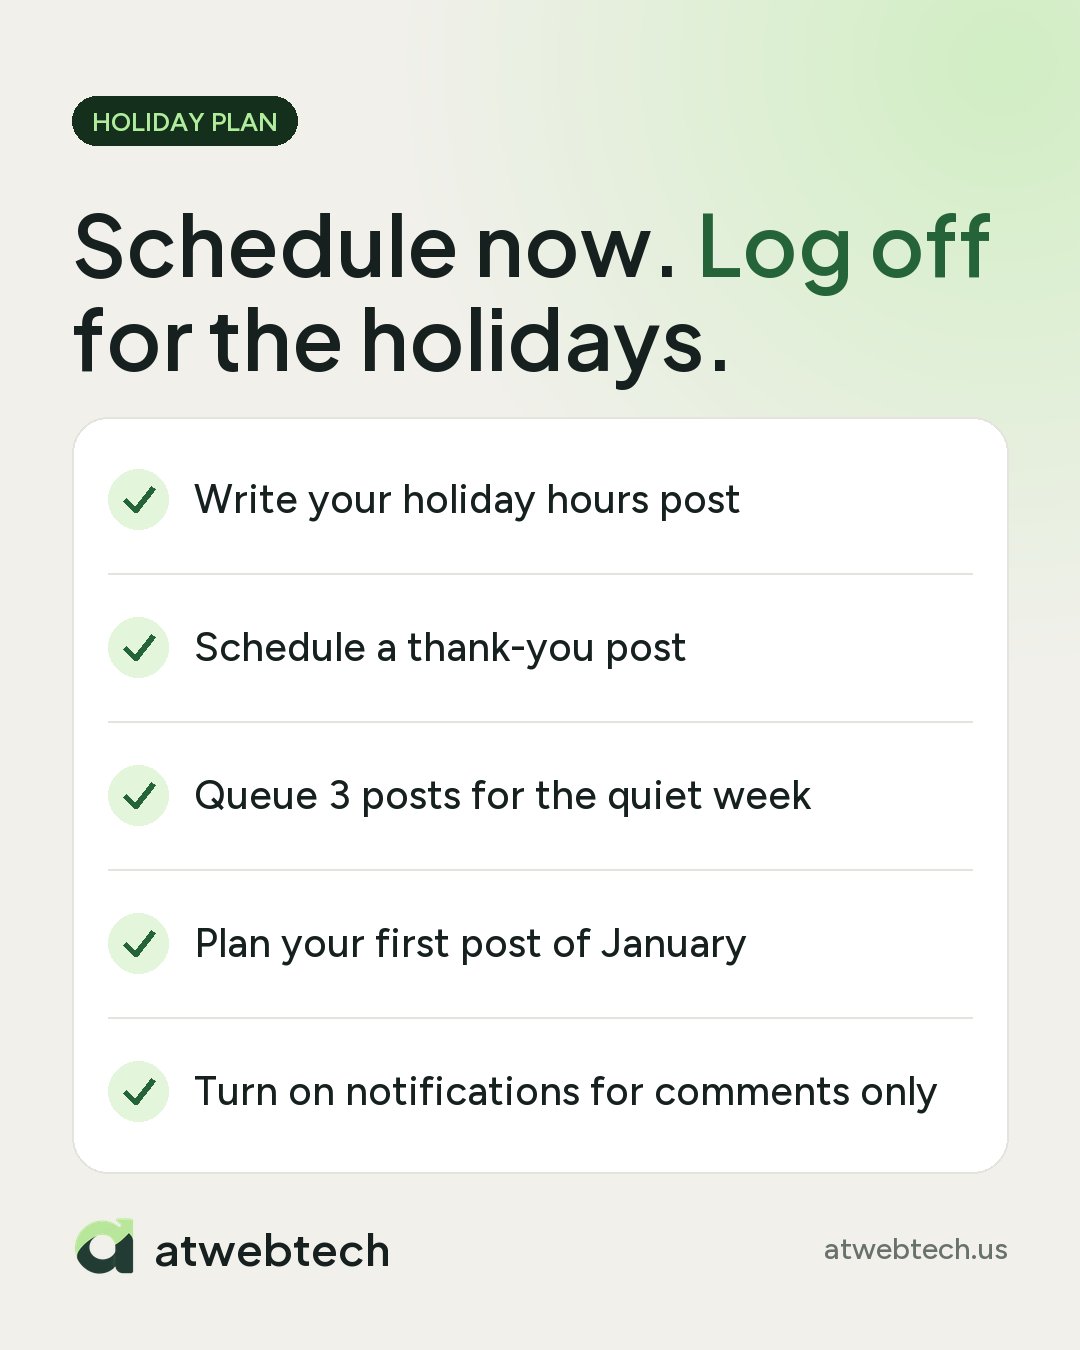 HOLIDAY PLAN
Schedule now. Log off
for the holidays.
Write your holiday hours post
Schedule a thank-you post
Queue 3 posts for the quiet week
Plan your first post of January
Turn on notifications for comments only
atwebtech
atwebtech.us